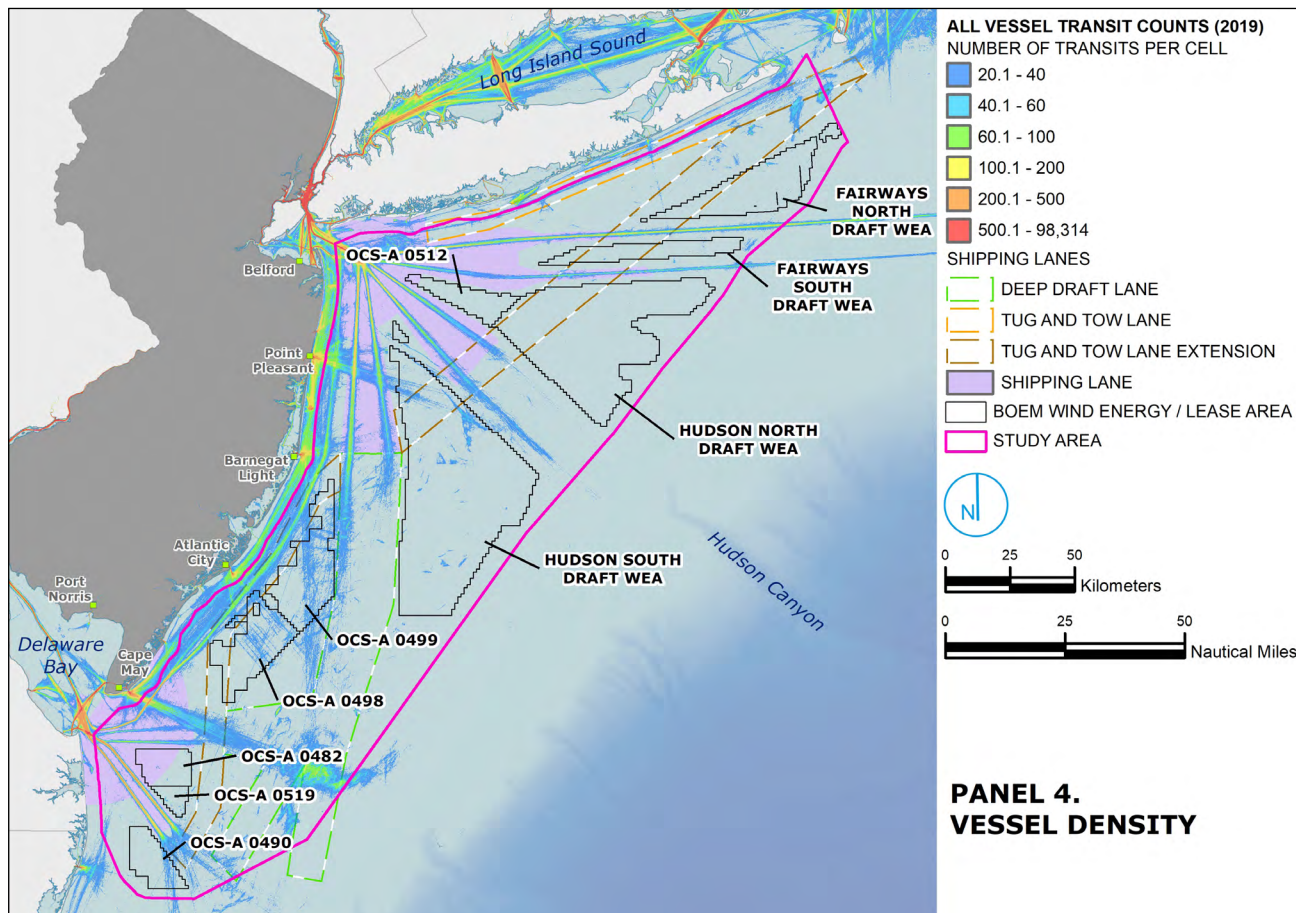 Long Island Sound
Belford
OCS-A 0512
FAIRWAYS
NORTH
DRAFT WEA
FAIRWAYS
SOUTH
DRAFT WEA
Point
Pleasant
HUDSON NORTH
DRAFT WEA
Barnegat
Light
HUDSON SOUTH
DRAFT WEA
Hudson Canyon
Atlantic
City
Port
Norris
Delaware
Bay
Cape
May
OCS-A 0499
OCS-A 0498
OCS-A 0482
OCS-A 0519
OCS-A 0490
ALL VESSEL TRANSIT COUNTS (2019)
NUMBER OF TRANSITS PER CELL
20.1 - 40
40.1 - 60
60.1 - 100
100.1 - 200
200.1 - 500
500.1 - 98,314
SHIPPING LANES
DEEP DRAFT LANE
TUG AND TOW LANE
TUG AND TOW LANE EXTENSION
SHIPPING LANE
BOEM WIND ENERGY / LEASE AREA
STUDY AREA
N
0 25 50
Kilometers
0 25 50
Nautical Miles
PANEL 4.
VESSEL DENSITY